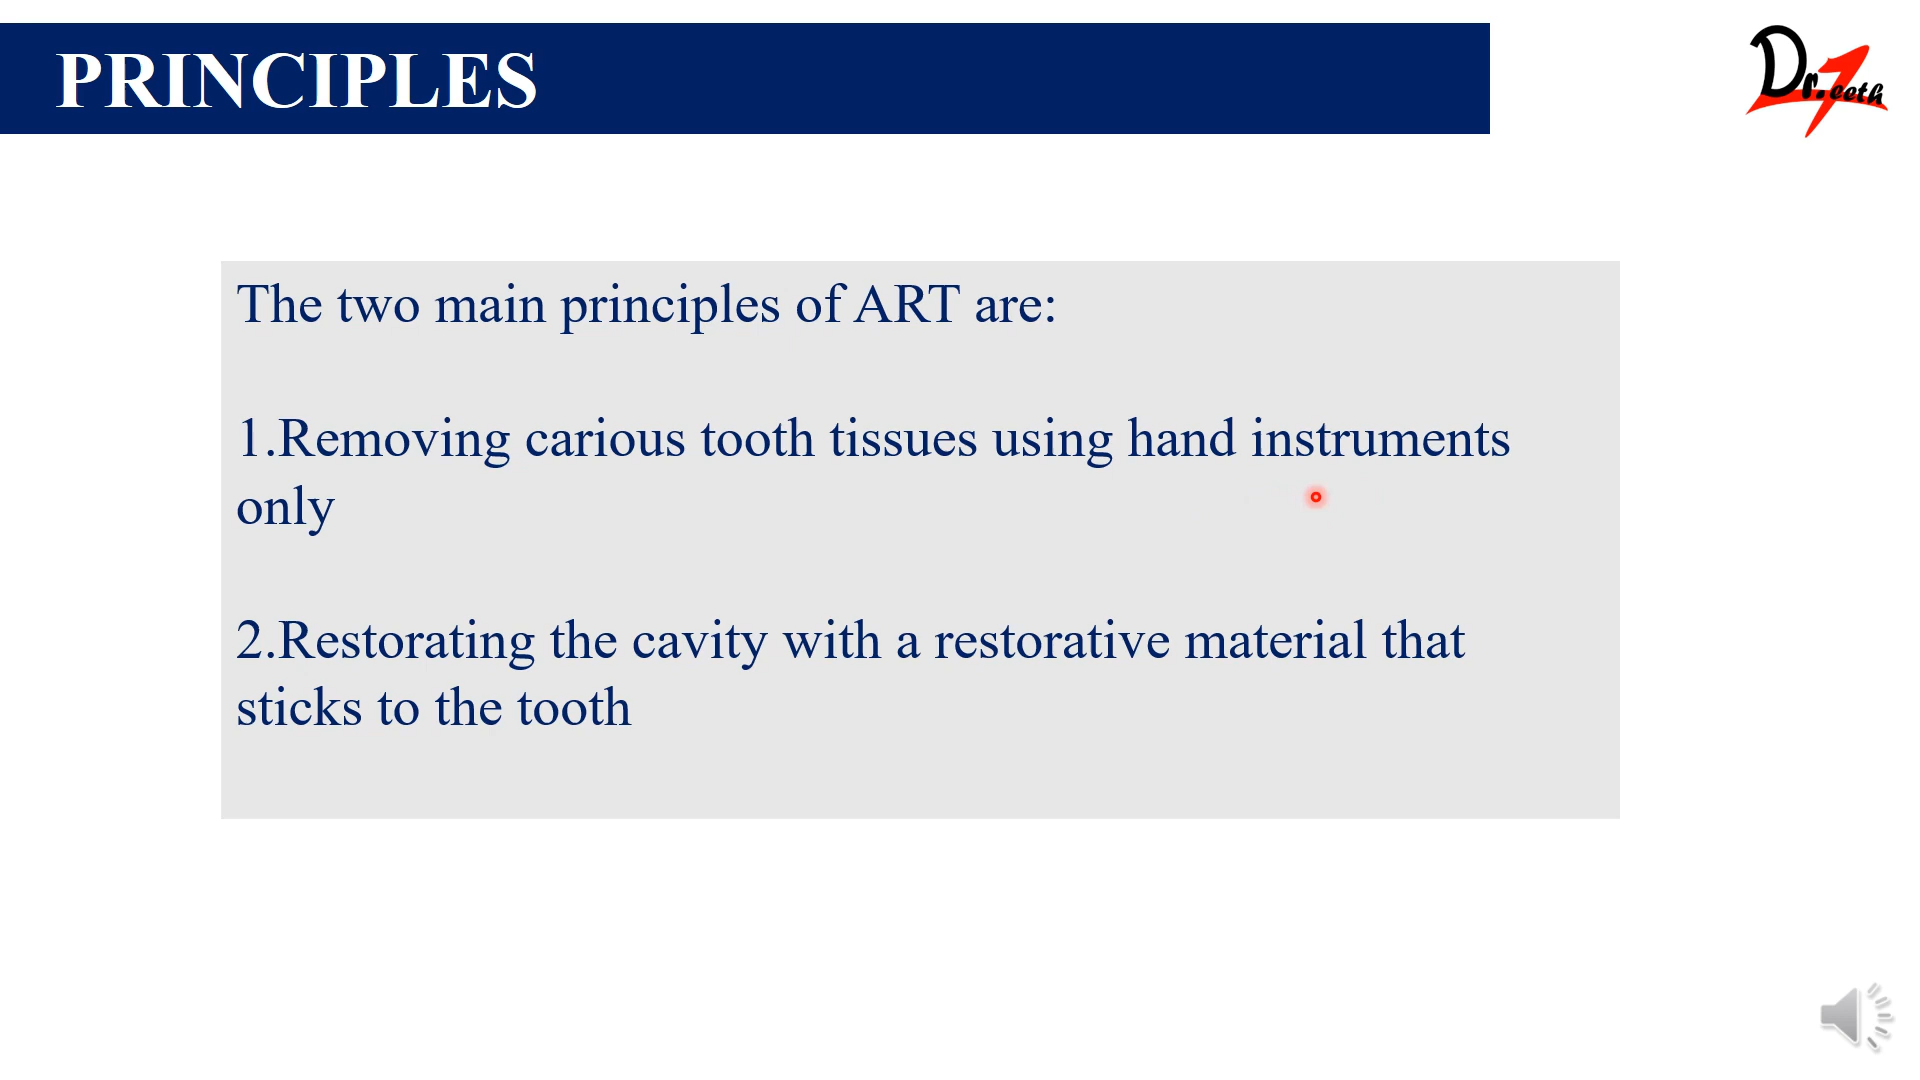 PRINCIPLES
Dr.Teeth
The two main principles of ART are:
1.Removing carious tooth tissues using hand instruments
only
2.Restorating the cavity with a restorative material that
sticks to the tooth